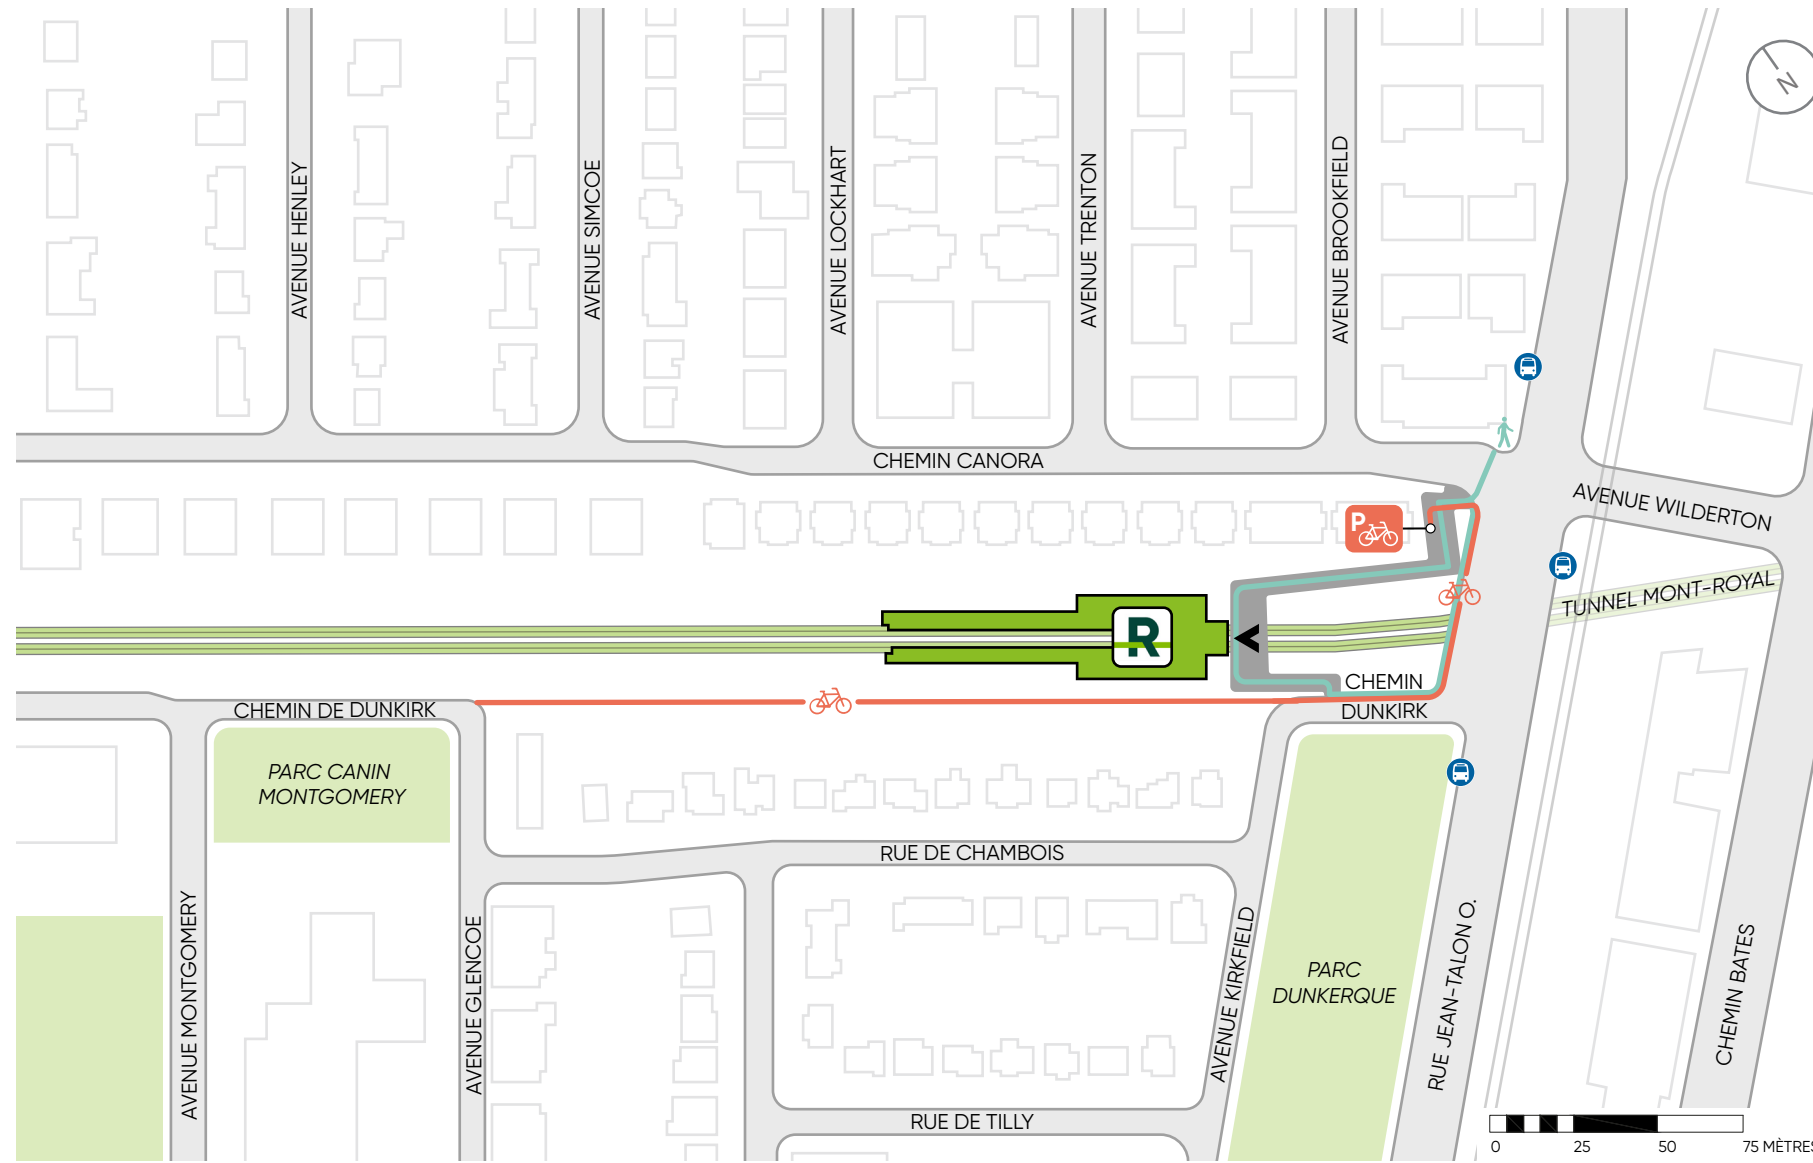 N
AVENUE HENLEY
AVENUE SIMCOE
AVENUE LOCKHART
AVENUE TRENTON
AVENUE BROOKFIELD
CHEMIN CANORA
AVENUE WILDERTON
P
TUNNEL MONT-ROYAL
R
CHEMIN
DUNKIRK
CHEMIN DE DUNKIRK
PARC CANIN
MONTGOMERY
RUE DE CHAMBOIS
AVENUE MONTGOMERY
AVENUE GLENCOE
AVENUE KIRKFIELD
PARC
DUNKERQUE
RUE JEAN-TALON O.
CHEMIN BATES
RUE DE TILLY
0 25 50 75 MÈTRES